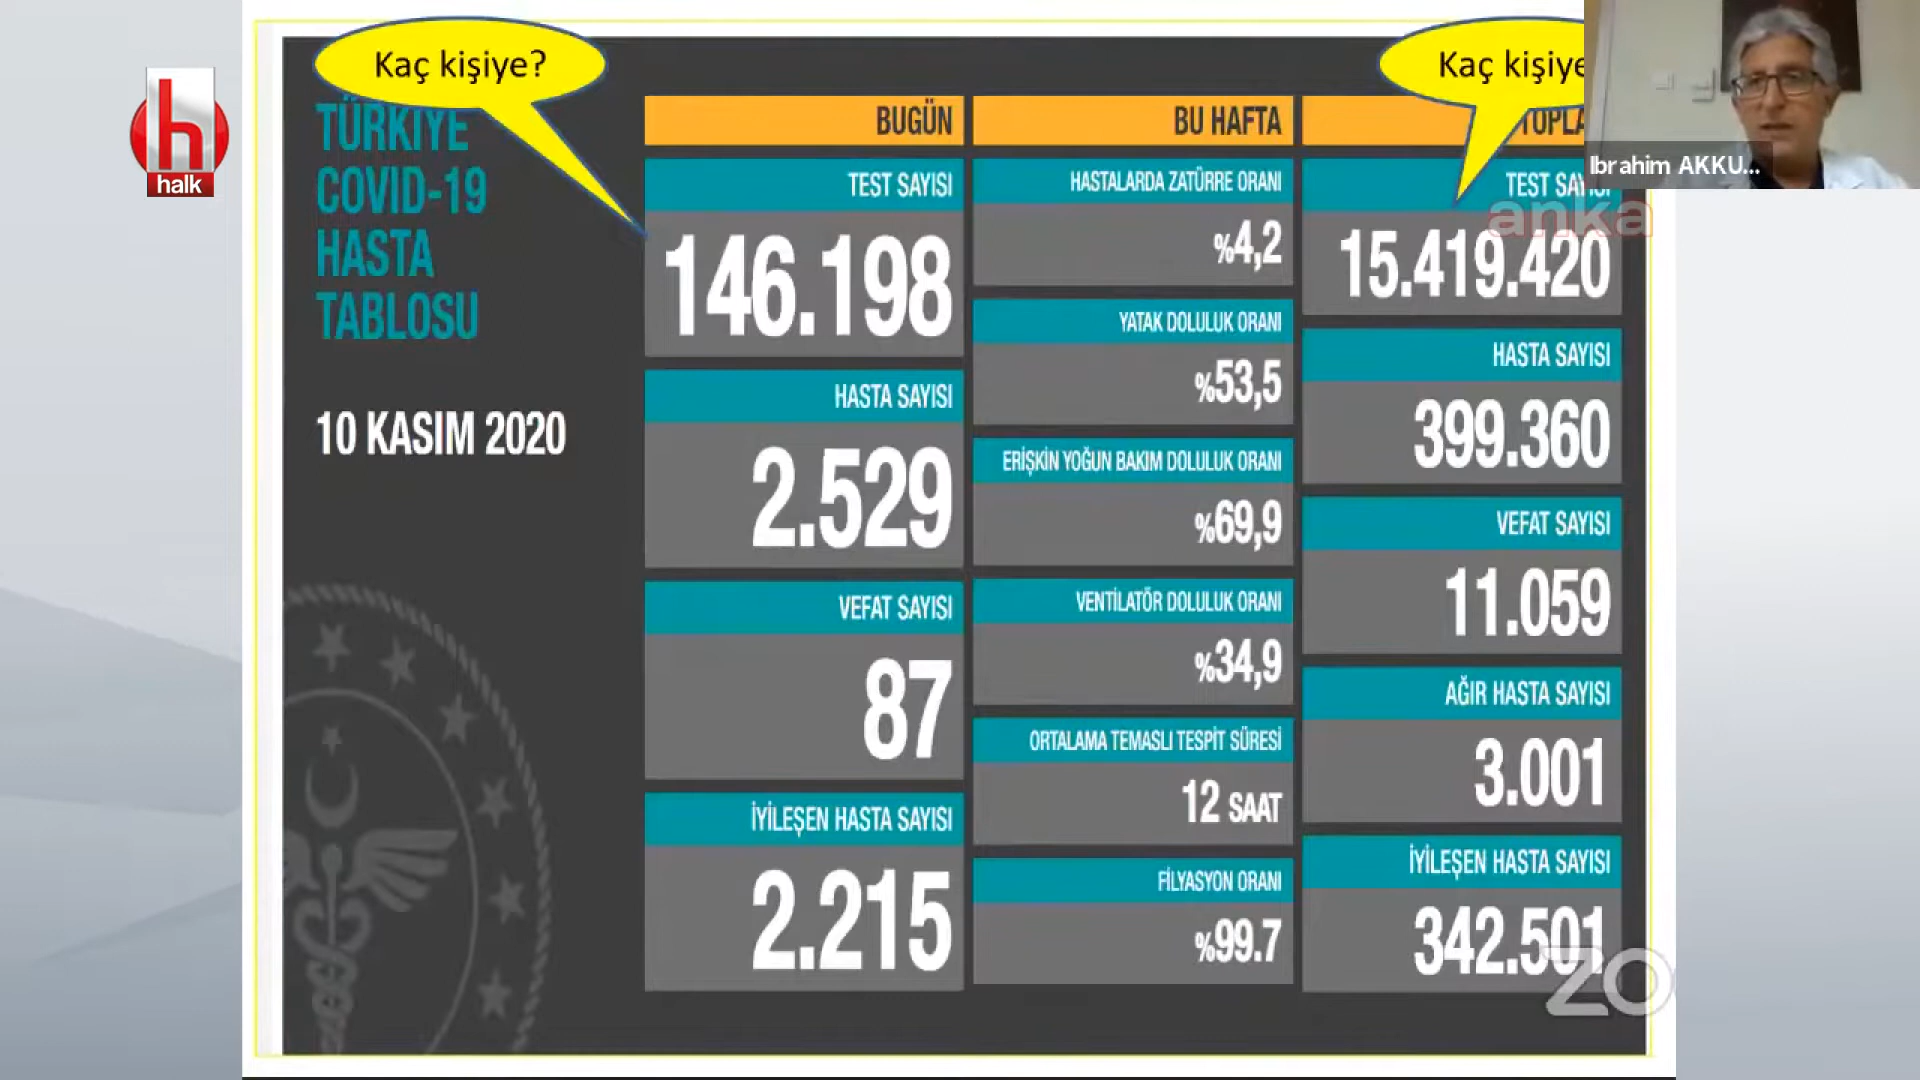 h
halk
Kaç kişiye?
Kaç kişiye
Ibrahim AKKU...
anka
TÜRKİYE
COVID-19
HASTA
TABLOSU
10 KASIM 2020
BUGÜN
TEST SAYISI
146.198
HASTA SAYISI
2.529
VEFAT SAYISI
87
İYİLEŞEN HASTA SAYISI
2.215
BU HAFTA
HASTALARDA ZATÜRRE ORANI
%4,2
YATAK DOLULUK ORANI
%53,5
ERİŞKİN YOĞUN BAKIM DOLULUK ORANI
%69,9
VENTİLATÖR DOLULUK ORANI
%34,9
ORTALAMA TEMASLI TESPİT SÜRESİ
12 SAAT
FİLYASYON ORANI
%99.7
TOPLA
TEST SAYISI
15.419.420
HASTA SAYISI
399.360
VEFAT SAYISI
11.059
AĞIR HASTA SAYISI
3.001
İYİLEŞEN HASTA SAYISI
342.501
zo